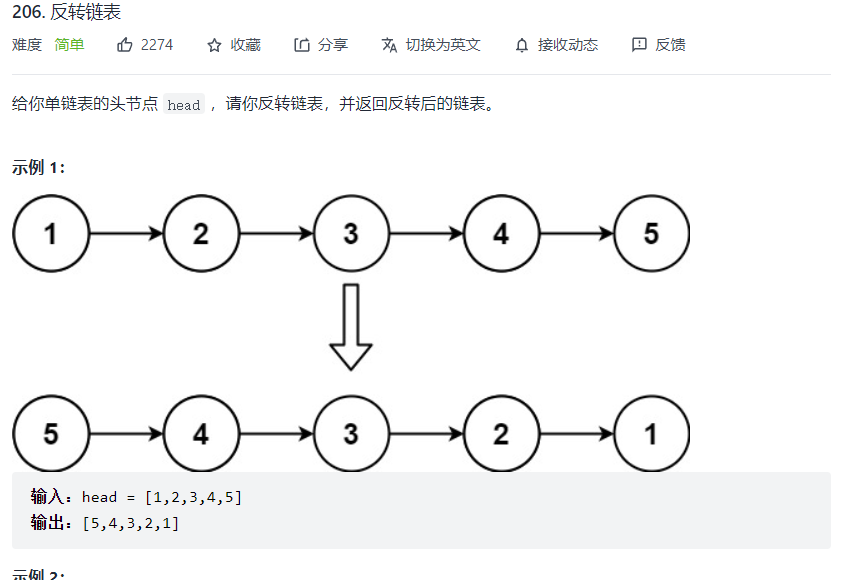 206. 反转链表
难度 简单 2274 收藏 分享 切换为英文 接收动态 反馈
给你单链表的头节点 head ，请你反转链表，并返回反转后的链表。
示例 1：
1 2 3 4 5
5 4 3 2 1
输入：head = [1,2,3,4,5]
输出：[5,4,3,2,1]
示例 2：